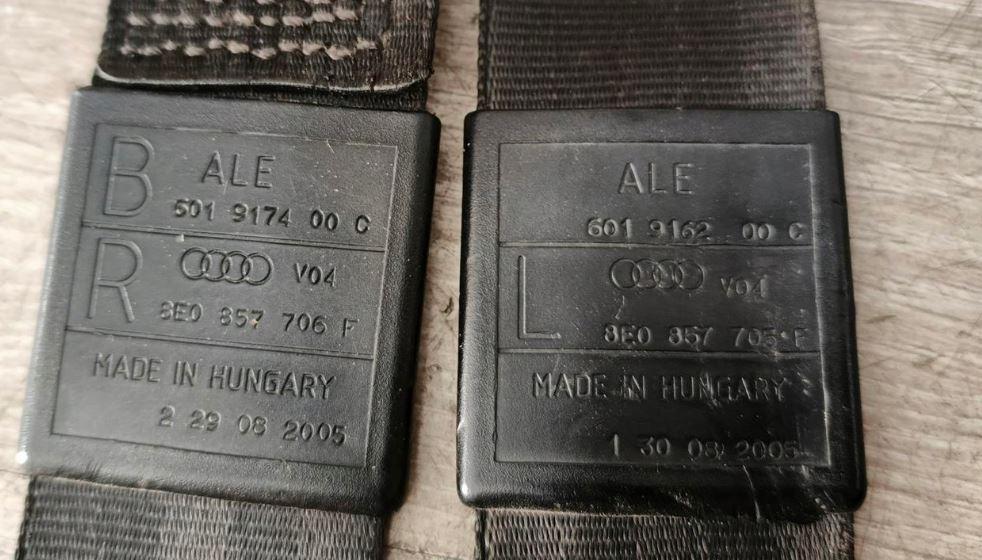 B
ALE
601 9174 00 C
R
V04
8E0 857 706 F
MADE IN HUNGARY
2 29 08 2005
ALE
601 9162 00 C
L
V04
8E0 857 705 F
MADE IN HUNGARY
1 30 08 2005